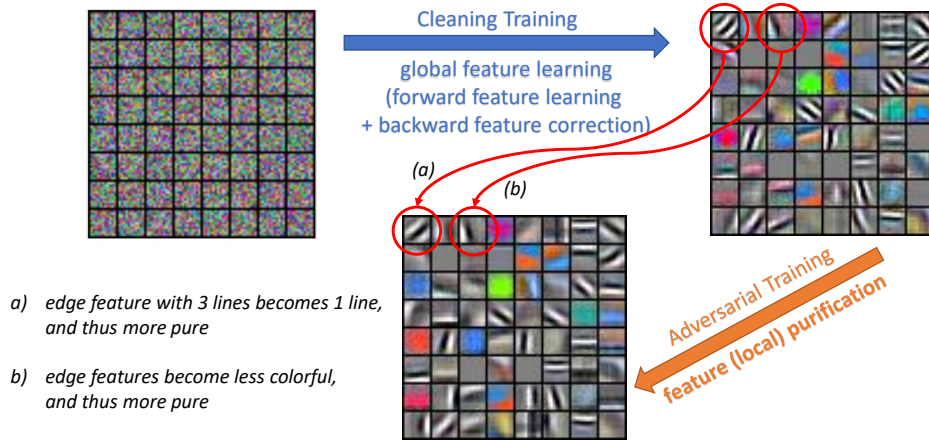 Cleaning Training
global feature learning
(forward feature learning
+ backward feature correction)
(a)
(b)
a) edge feature with 3 lines becomes 1 line,
and thus more pure
b) edge features become less colorful,
and thus more pure
Adversarial Training
feature (local) purification